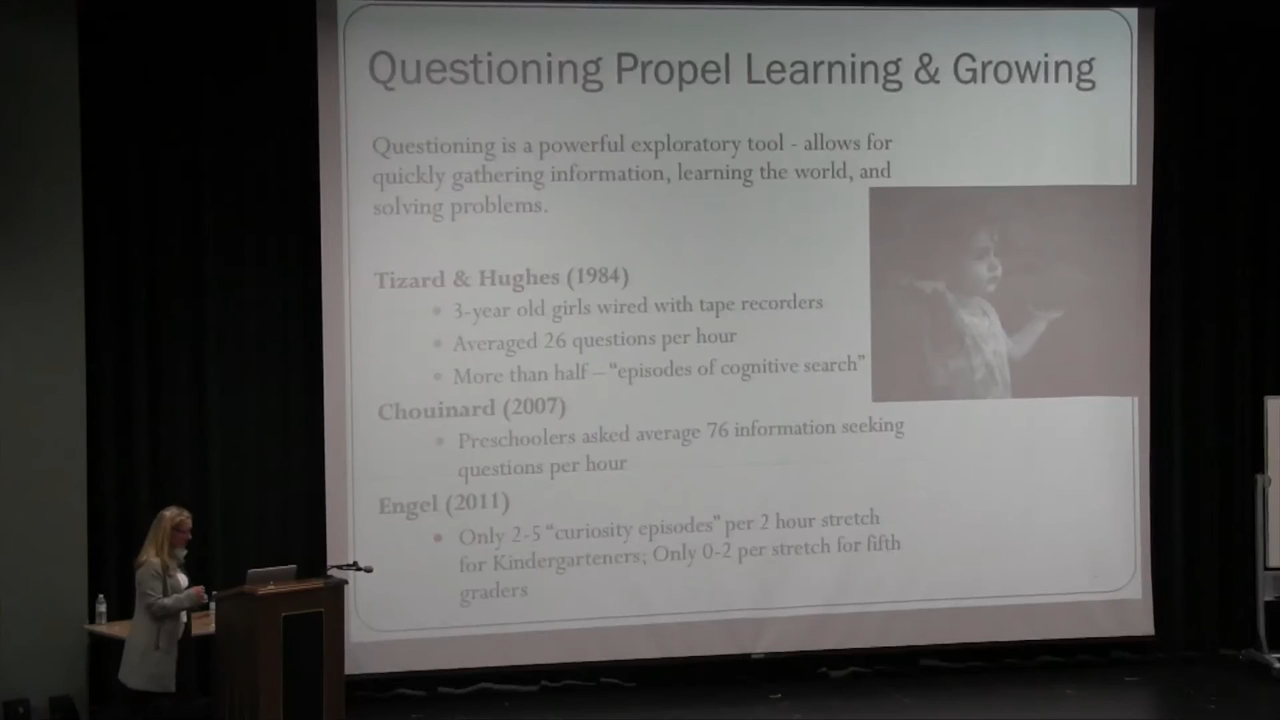 Questioning Propel Learning & Growing
Questioning is a powerful exploratory tool - allows for
quickly gathering information, learning the world, and
solving problems.
Tizard & Hughes (1984)
• 3-year old girls wired with tape recorders
• Averaged 26 questions per hour
• More than half – “episodes of cognitive search”
Chouinard (2007)
• Preschoolers asked average 76 information seeking
questions per hour
Engel (2011)
• Only 2-5 “curiosity episodes” per 2 hour stretch
for Kindergarteners; Only 0-2 per stretch for fifth
graders